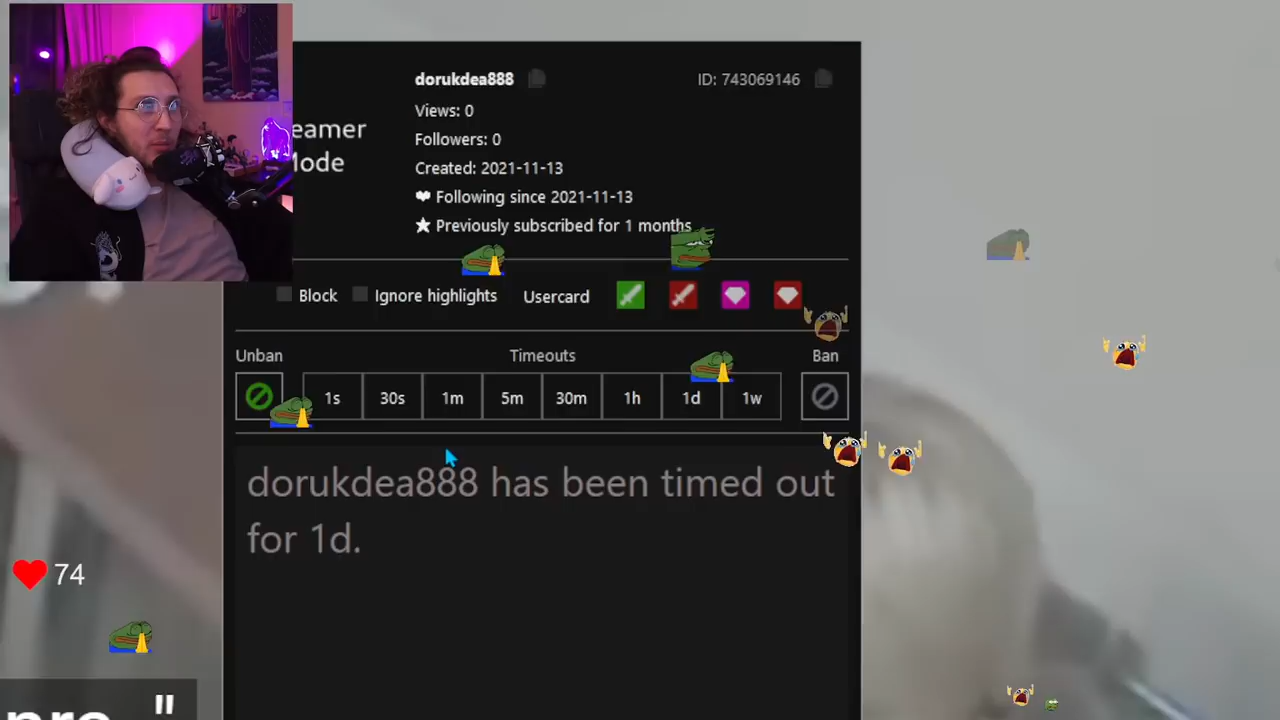 dorukdea888 ID: 743069146
Views: 0
eamer Followers: 0
Mode Created: 2021-11-13
Following since 2021-11-13
Previously subscribed for 1 months
Block Ignore highlights Usercard
Unban Timeouts Ban
1s 30s 1m 5m 30m 1h 1d 1w
dorukdea888 has been timed out
for 1d.
74
"